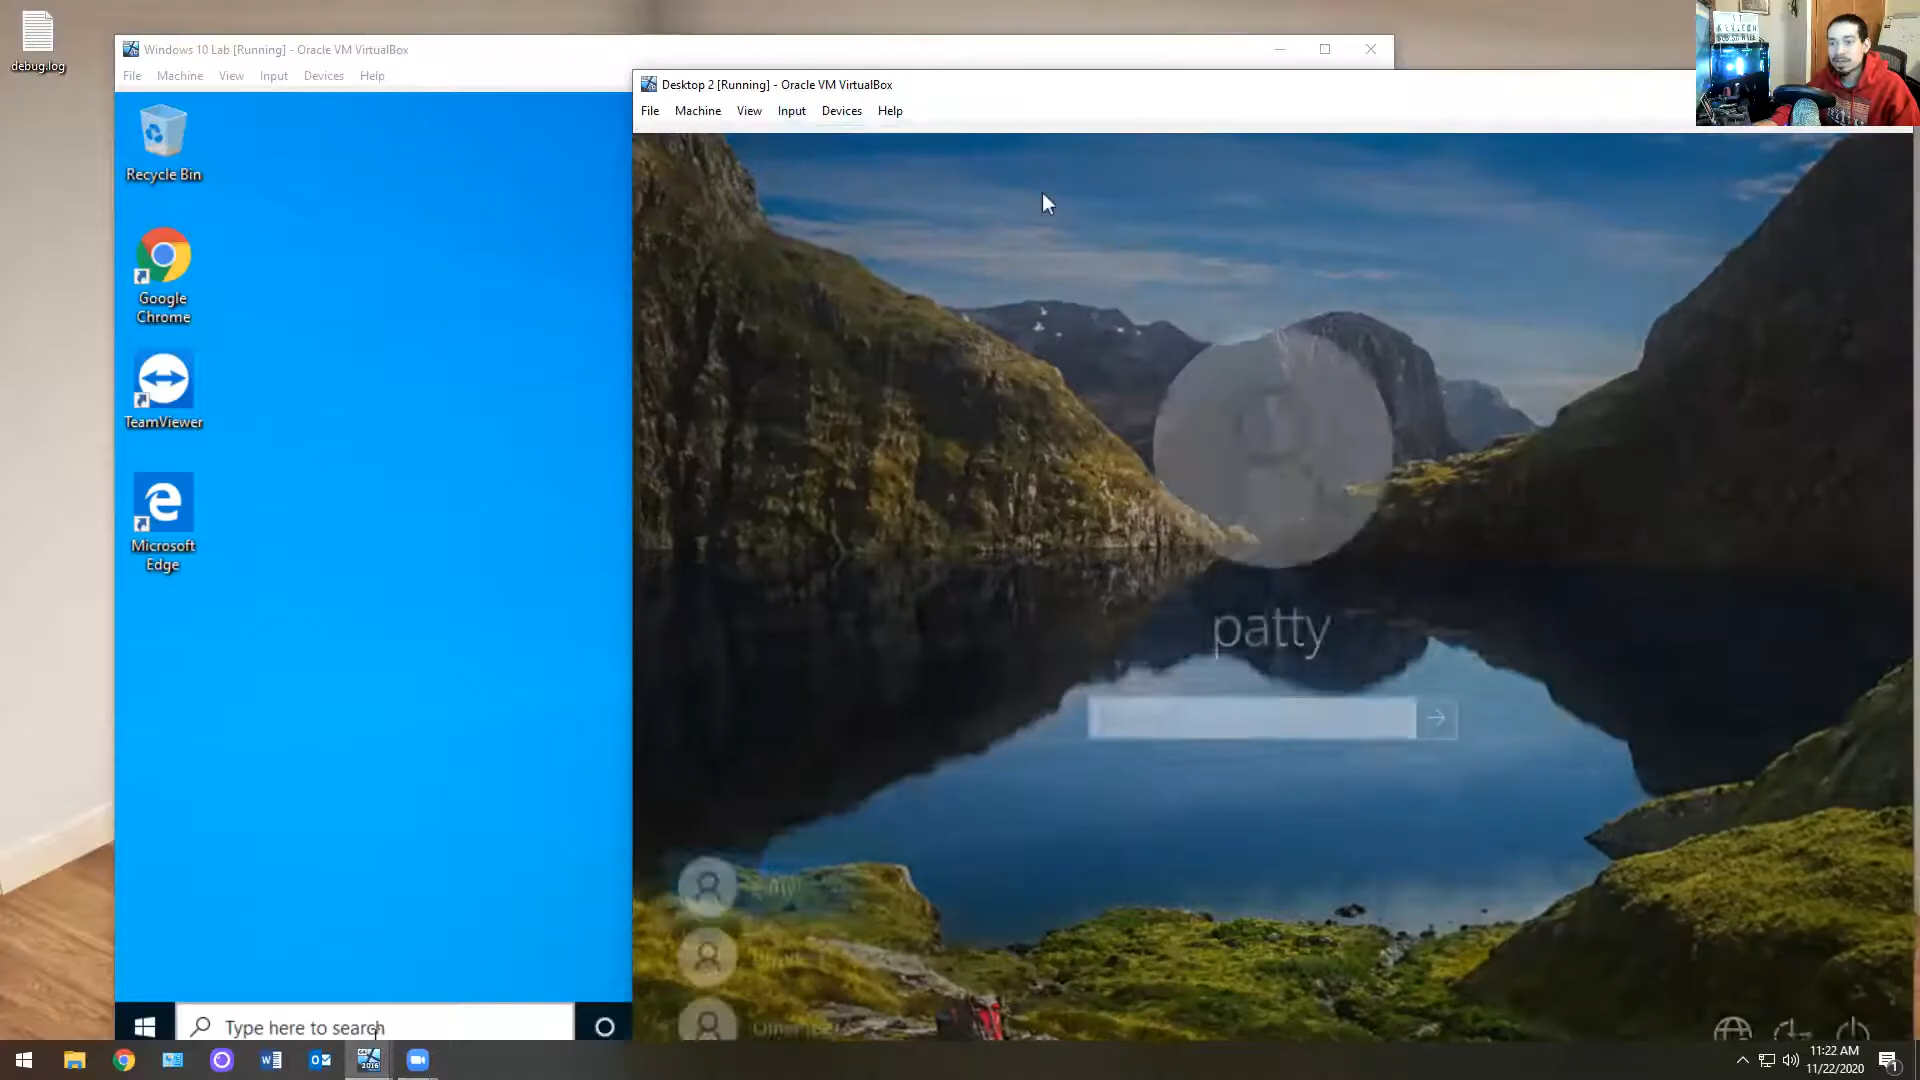 debug.log
Windows 10 Lab [Running] - Oracle VM VirtualBox
File Machine View Input Devices Help
Recycle Bin
Google
Chrome
TeamViewer
Microsoft
Edge
Type here to search
Desktop 2 [Running] - Oracle VM VirtualBox
File Machine View Input Devices Help
patty
11:22 AM
11/22/2020
1
2016